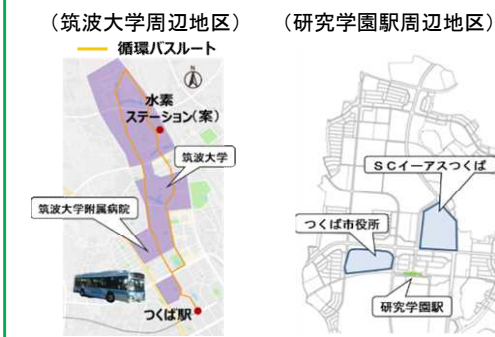 （筑波大学周辺地区）
循環バスルート
N
水素
ステーション（案）
筑波大学
筑波大学附属病院
つくば駅
（研究学園駅周辺地区）
ＳＣイーアスつくば
つくば市役所
研究学園駅